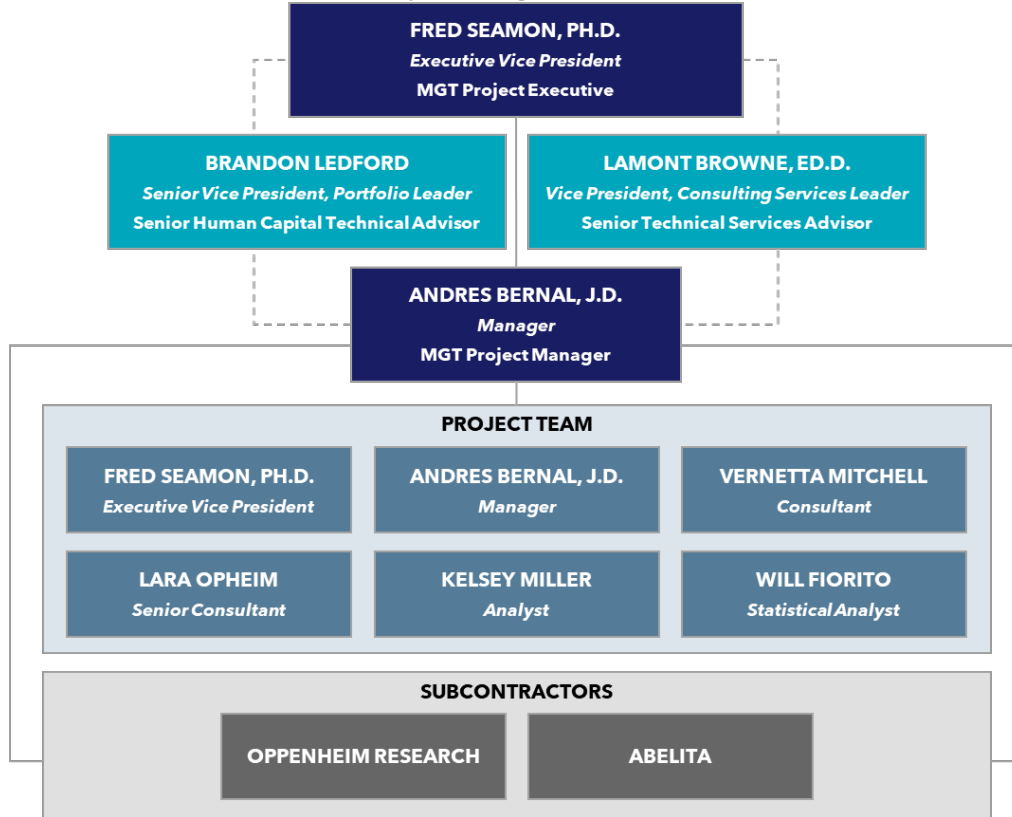 FRED SEAMON, PH.D.
Executive Vice President
MGT Project Executive
BRANDON LEDFORD
Senior Vice President, Portfolio Leader
Senior Human Capital Technical Advisor
LAMONT BROWNE, ED.D.
Vice President, Consulting Services Leader
Senior Technical Services Advisor
ANDRES BERNAL, J.D.
Manager
MGT Project Manager
PROJECT TEAM
FRED SEAMON, PH.D.
Executive Vice President
ANDRES BERNAL, J.D.
Manager
VERNETTA MITCHELL
Consultant
LARA OPHEIM
Senior Consultant
KELSEY MILLER
Analyst
WILL FIORITO
Statistical Analyst
SUBCONTRACTORS
OPPENHEIM RESEARCH
ABELITA